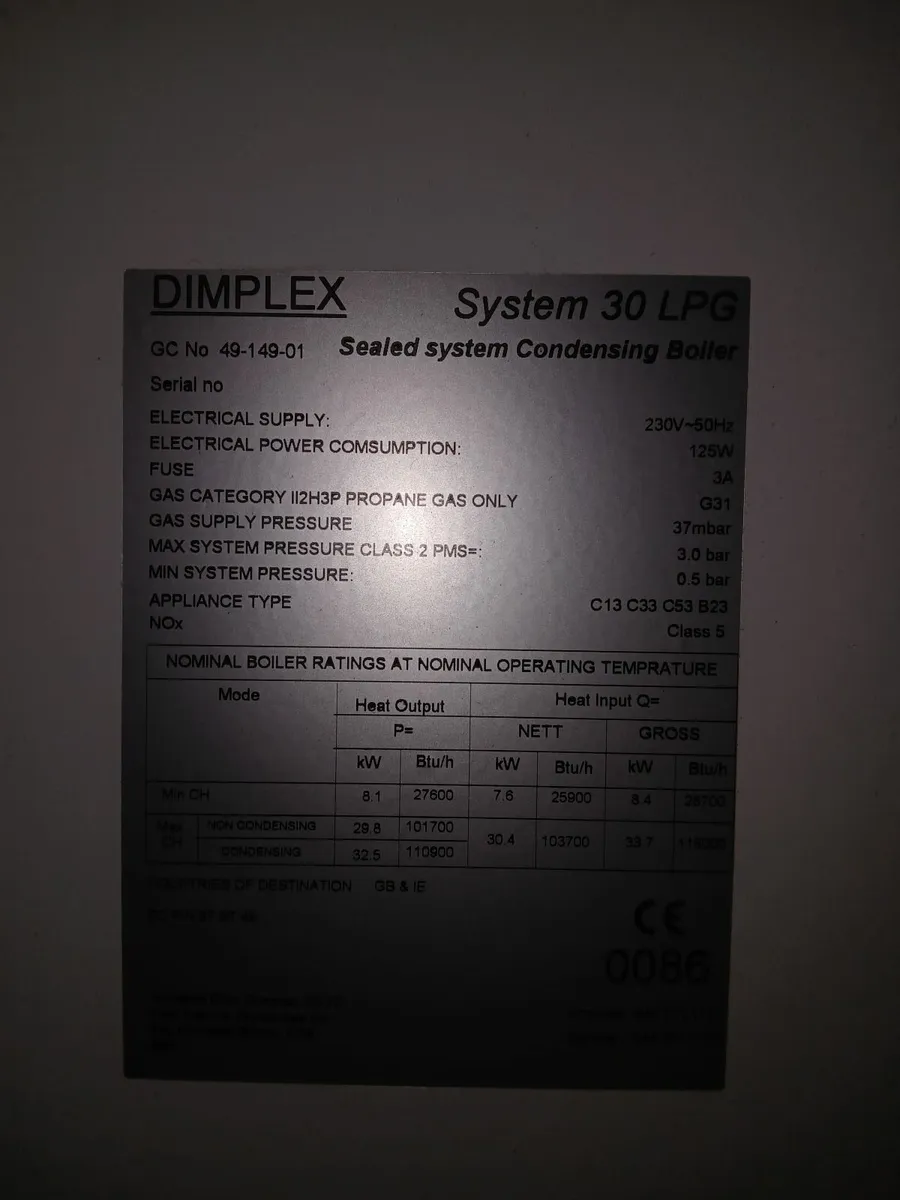 DIMPLEX
System 30 LPG
GC No 49-149-01 Sealed system Condensing Boiler
Serial no
ELECTRICAL SUPPLY: 230V~50Hz
ELECTRICAL POWER COMSUMPTION: 125W
FUSE 3A
GAS CATEGORY II2H3P PROPANE GAS ONLY G31
GAS SUPPLY PRESSURE 37mbar
MAX SYSTEM PRESSURE CLASS 2 PMS=: 3.0 bar
MIN SYSTEM PRESSURE: 0.5 bar
APPLIANCE TYPE C13 C33 C53 B23
NOx Class 5
NOMINAL BOILER RATINGS AT NOMINAL OPERATING TEMPRATURE
Mode Heat Output Heat Input Q=
P= NETT GROSS
kW Btu/h kW Btu/h kW Btu/h
Min CH 8.1 27600 7.6 25900 8.4 28700
Max CH NON CONDENSING 29.8 101700 30.4 103700 33.7
CONDENSING 32.5 110900
COUNTRIES OF DESTINATION GB & IE
CE
0086